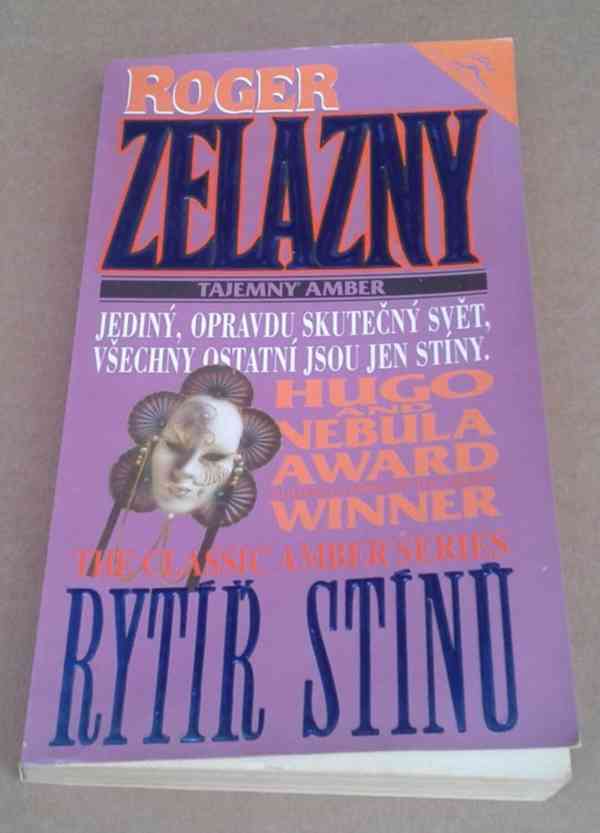 ROGER
ZELAZNY
TAJEMNÝ AMBER
JEDINÝ, OPRAVDU SKUTEČNÝ SVĚT,
VŠECHNY OSTATNÍ JSOU JEN STÍNY.
HUGO
AND
NEBULA
AWARD
WINNER
THE CLASSIC AMBER SERIES
RYTÍŘ STÍNŮ